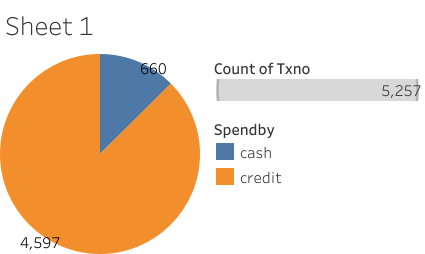 Sheet 1
660
4,597
Count of Txno
5,257
Spendby
cash
credit